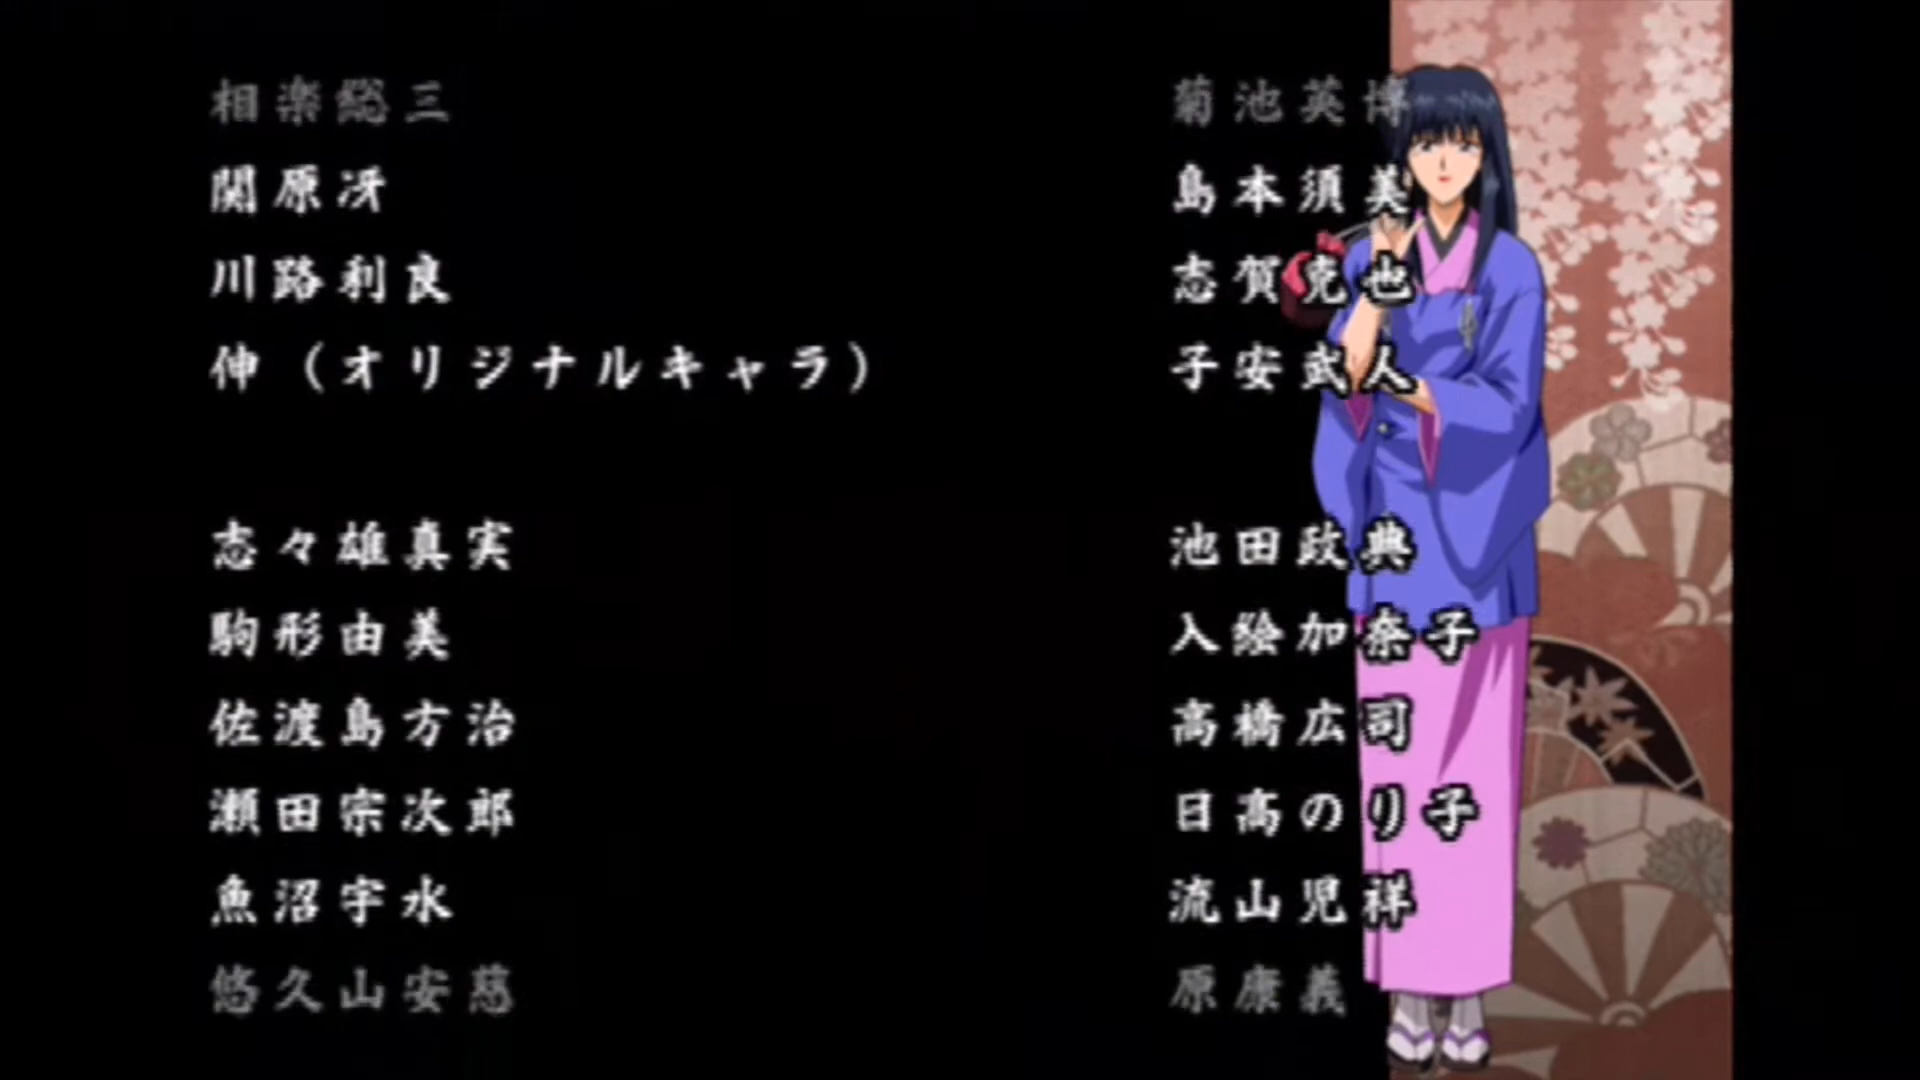 相楽総三 菊池英博
関原冴 島本須美
川路利良 志賀克也
伸（オリジナルキャラ） 子安武人
志々雄真実 池田政典
駒形由美 入絵加奈子
佐渡島方治 高橋広司
瀬田宗次郎 日高のり子
魚沼宇水 流山児祥
悠久山安慈 原康義